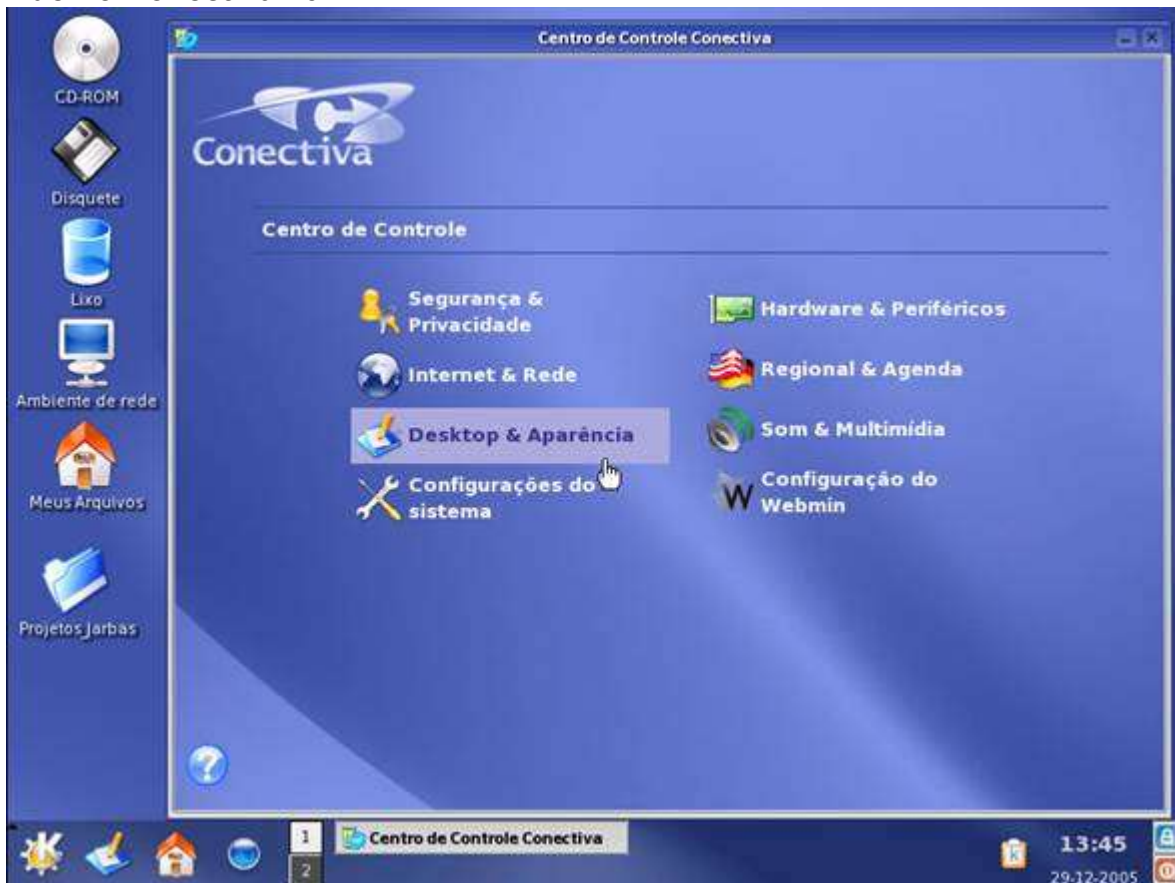 Centro de Controle Conectiva
CD-ROM
Disquete
Lixo
Ambiente de rede
Meus Arquivos
Projetos Jarbas
Conectiva
Centro de Controle
Segurança &
Privacidade
Internet & Rede
Desktop & Aparência
Configurações do
sistema
Hardware & Periféricos
Regional & Agenda
Som & Multimídia
Configuração do
Webmin
1
2
Centro de Controle Conectiva
13:45
29-12-2005